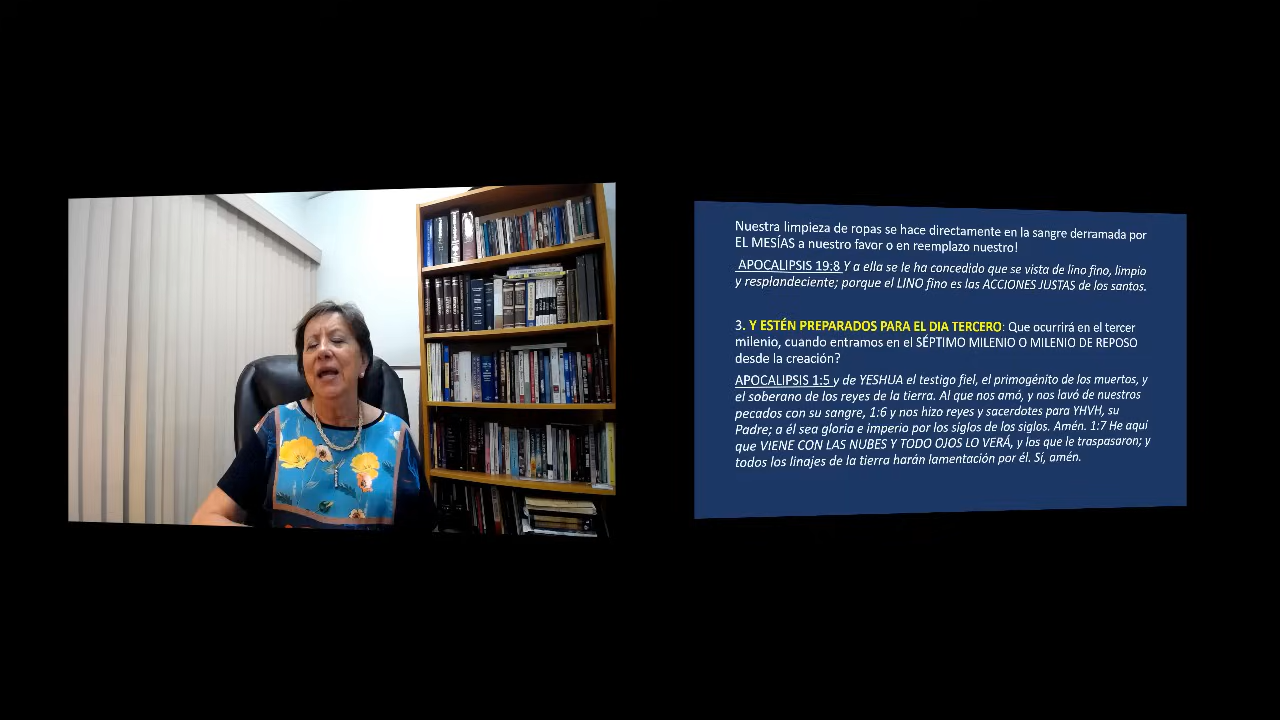 Nuestra limpieza de ropas se hace directamente en la sangre derramada por
EL MESÍAS a nuestro favor o en reemplazo nuestro!
APOCALIPSIS 19:8 Y a ella se le ha concedido que se vista de lino fino, limpio
y resplandeciente; porque el LINO fino es las ACCIONES JUSTAS de los santos.
3. Y ESTÉN PREPARADOS PARA EL DIA TERCERO: Que ocurrirá en el tercer
milenio, cuando entramos en el SÉPTIMO MILENIO O MILENIO DE REPOSO
desde la creación?
APOCALIPSIS 1:5 y de YESHUA el testigo fiel, el primogénito de los muertos, y
el soberano de los reyes de la tierra. Al que nos amó, y nos lavó de nuestros
pecados con su sangre, 1:6 y nos hizo reyes y sacerdotes para YHVH, su
Padre; a él sea gloria e imperio por los siglos de los siglos. Amén. 1:7 He aquí
que VIENE CON LAS NUBES Y TODO OJOS LO VERÁ, y los que le traspasaron; y
todos los linajes de la tierra harán lamentación por él. Sí, amén.